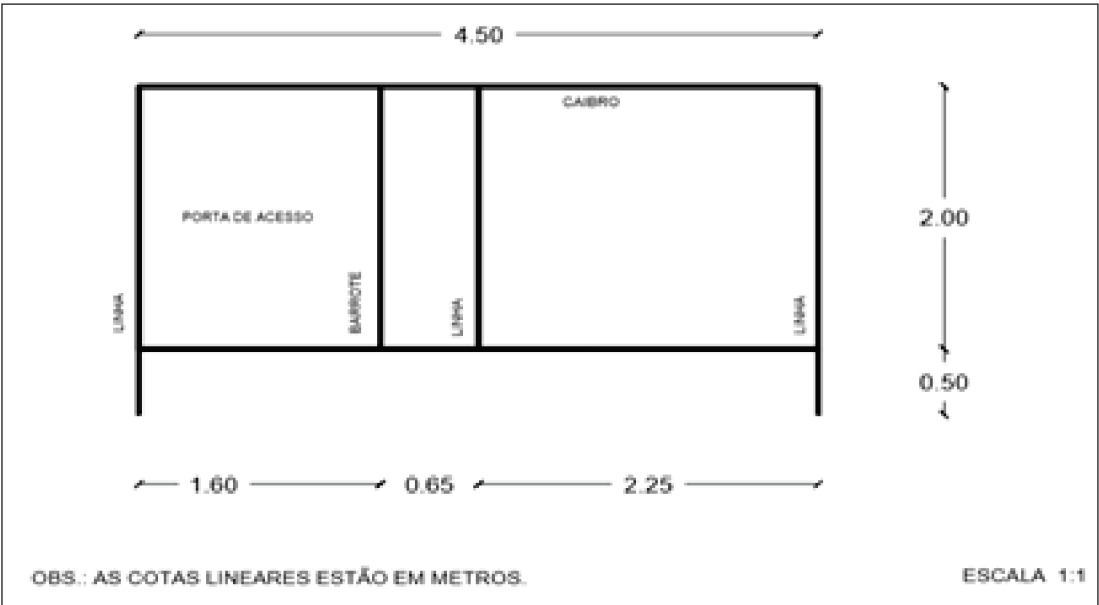 4.50
CAIBRO
PORTA DE ACESSO
LINHA
BARROTE
LINHA
LINHA
2.00
0.50
1.60
0.65
2.25
OBS.: AS COTAS LINEARES ESTÃO EM METROS.
ESCALA 1:1